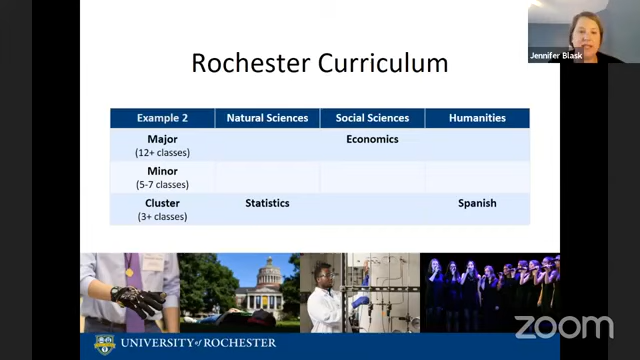 Jennifer Blask
Rochester Curriculum
Example 2 Natural Sciences Social Sciences Humanities
Major Economics
(12+ classes)
Minor
(5-7 classes)
Cluster Statistics Spanish
(3+ classes)
zoom
UNIVERSITY of ROCHESTER